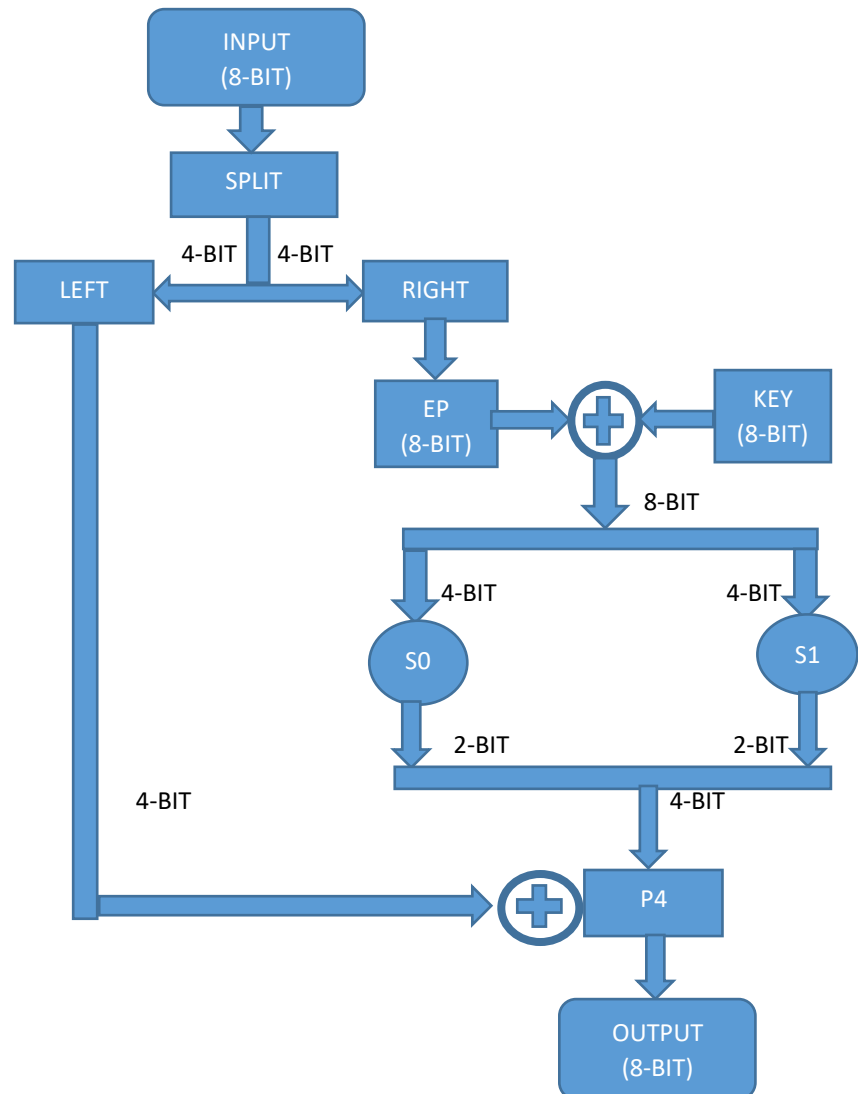 INPUT
(8-BIT)
SPLIT
4-BIT 4-BIT
LEFT
RIGHT
EP
(8-BIT)
KEY
(8-BIT)
8-BIT
4-BIT
4-BIT
S0
S1
2-BIT
2-BIT
4-BIT
4-BIT
P4
OUTPUT
(8-BIT)